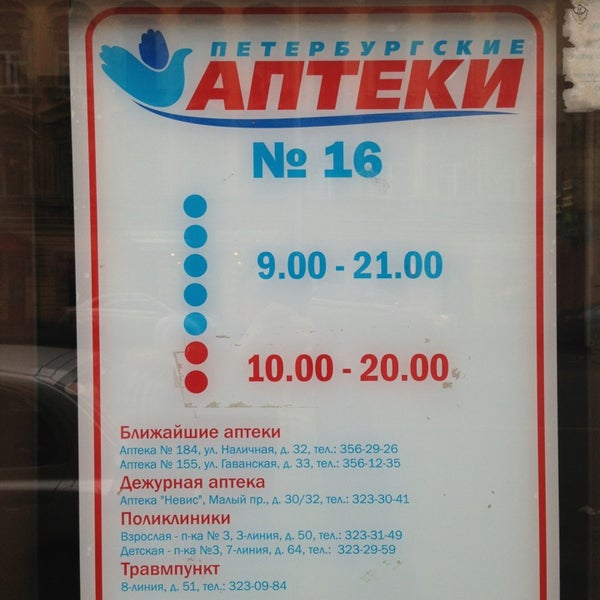 ПЕТЕРБУРГСКИЕ
АПТЕКИ
№ 16
9.00 - 21.00
10.00 - 20.00
Ближайшие аптеки
Аптека № 184, ул. Наличная, д. 32, тел.: 356-29-26
Аптека № 155, ул. Гаванская, д. 33, тел.: 356-12-35
Дежурная аптека
Аптека "Невис", Малый пр., д. 30/32, тел.: 323-30-41
Поликлиники
Взрослая - п-ка № 3, 3-линия, д. 50, тел.: 323-31-49
Детская - п-ка №3, 7-линия, д. 64, тел.: 323-29-59
Травмпункт
8-линия, д. 51, тел.: 323-09-84